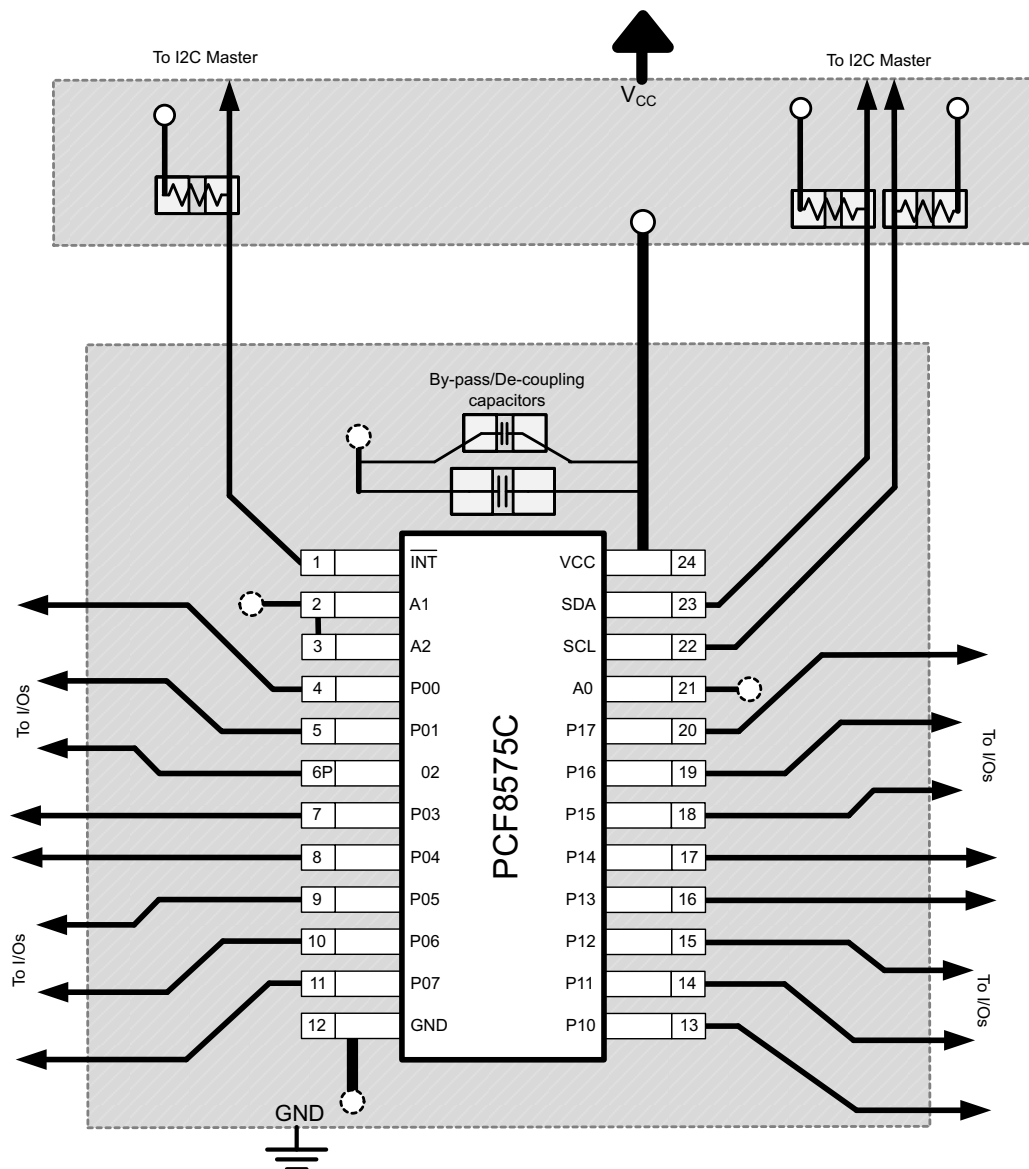 To I2C Master
To I2C Master
VCC
By-pass/De-coupling
capacitors
1 INT VCC 24
2 A1 SDA 23
3 A2 SCL 22
4 P00 A0 21
5 P01 P17 20
6P 02 P16 19
7 P03 P15 18
8 P04 P14 17
9 P05 P13 16
10 P06 P12 15
11 P07 P11 14
12 GND P10 13
PCF8575C
To I/Os
To I/Os
To I/Os
To I/Os
GND